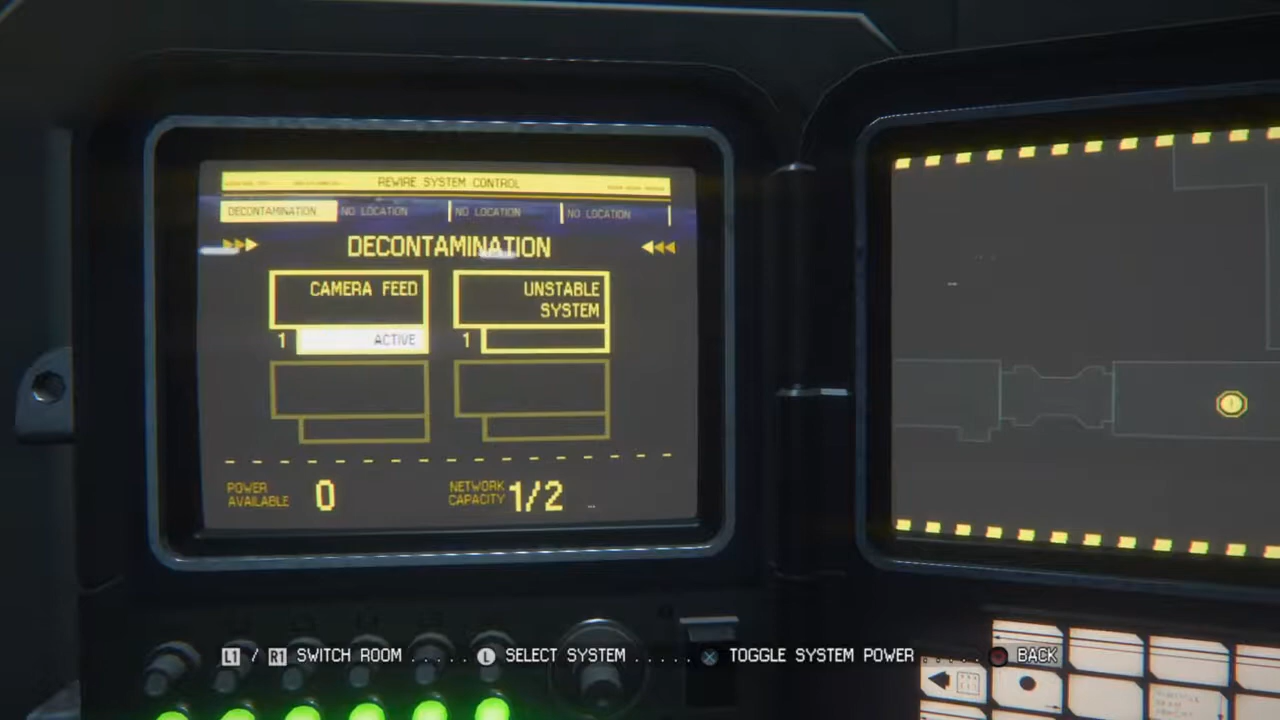 REWIRE SYSTEM CONTROL
DECONTAMINATION NO LOCATION NO LOCATION NO LOCATION
DECONTAMINATION
CAMERA FEED
1 ACTIVE
UNSTABLE
SYSTEM
1
POWER
AVAILABLE 0
NETWORK
CAPACITY 1/2
L1 / R1 SWITCH ROOM ..... L SELECT SYSTEM ..... X TOGGLE SYSTEM POWER ..... BACK